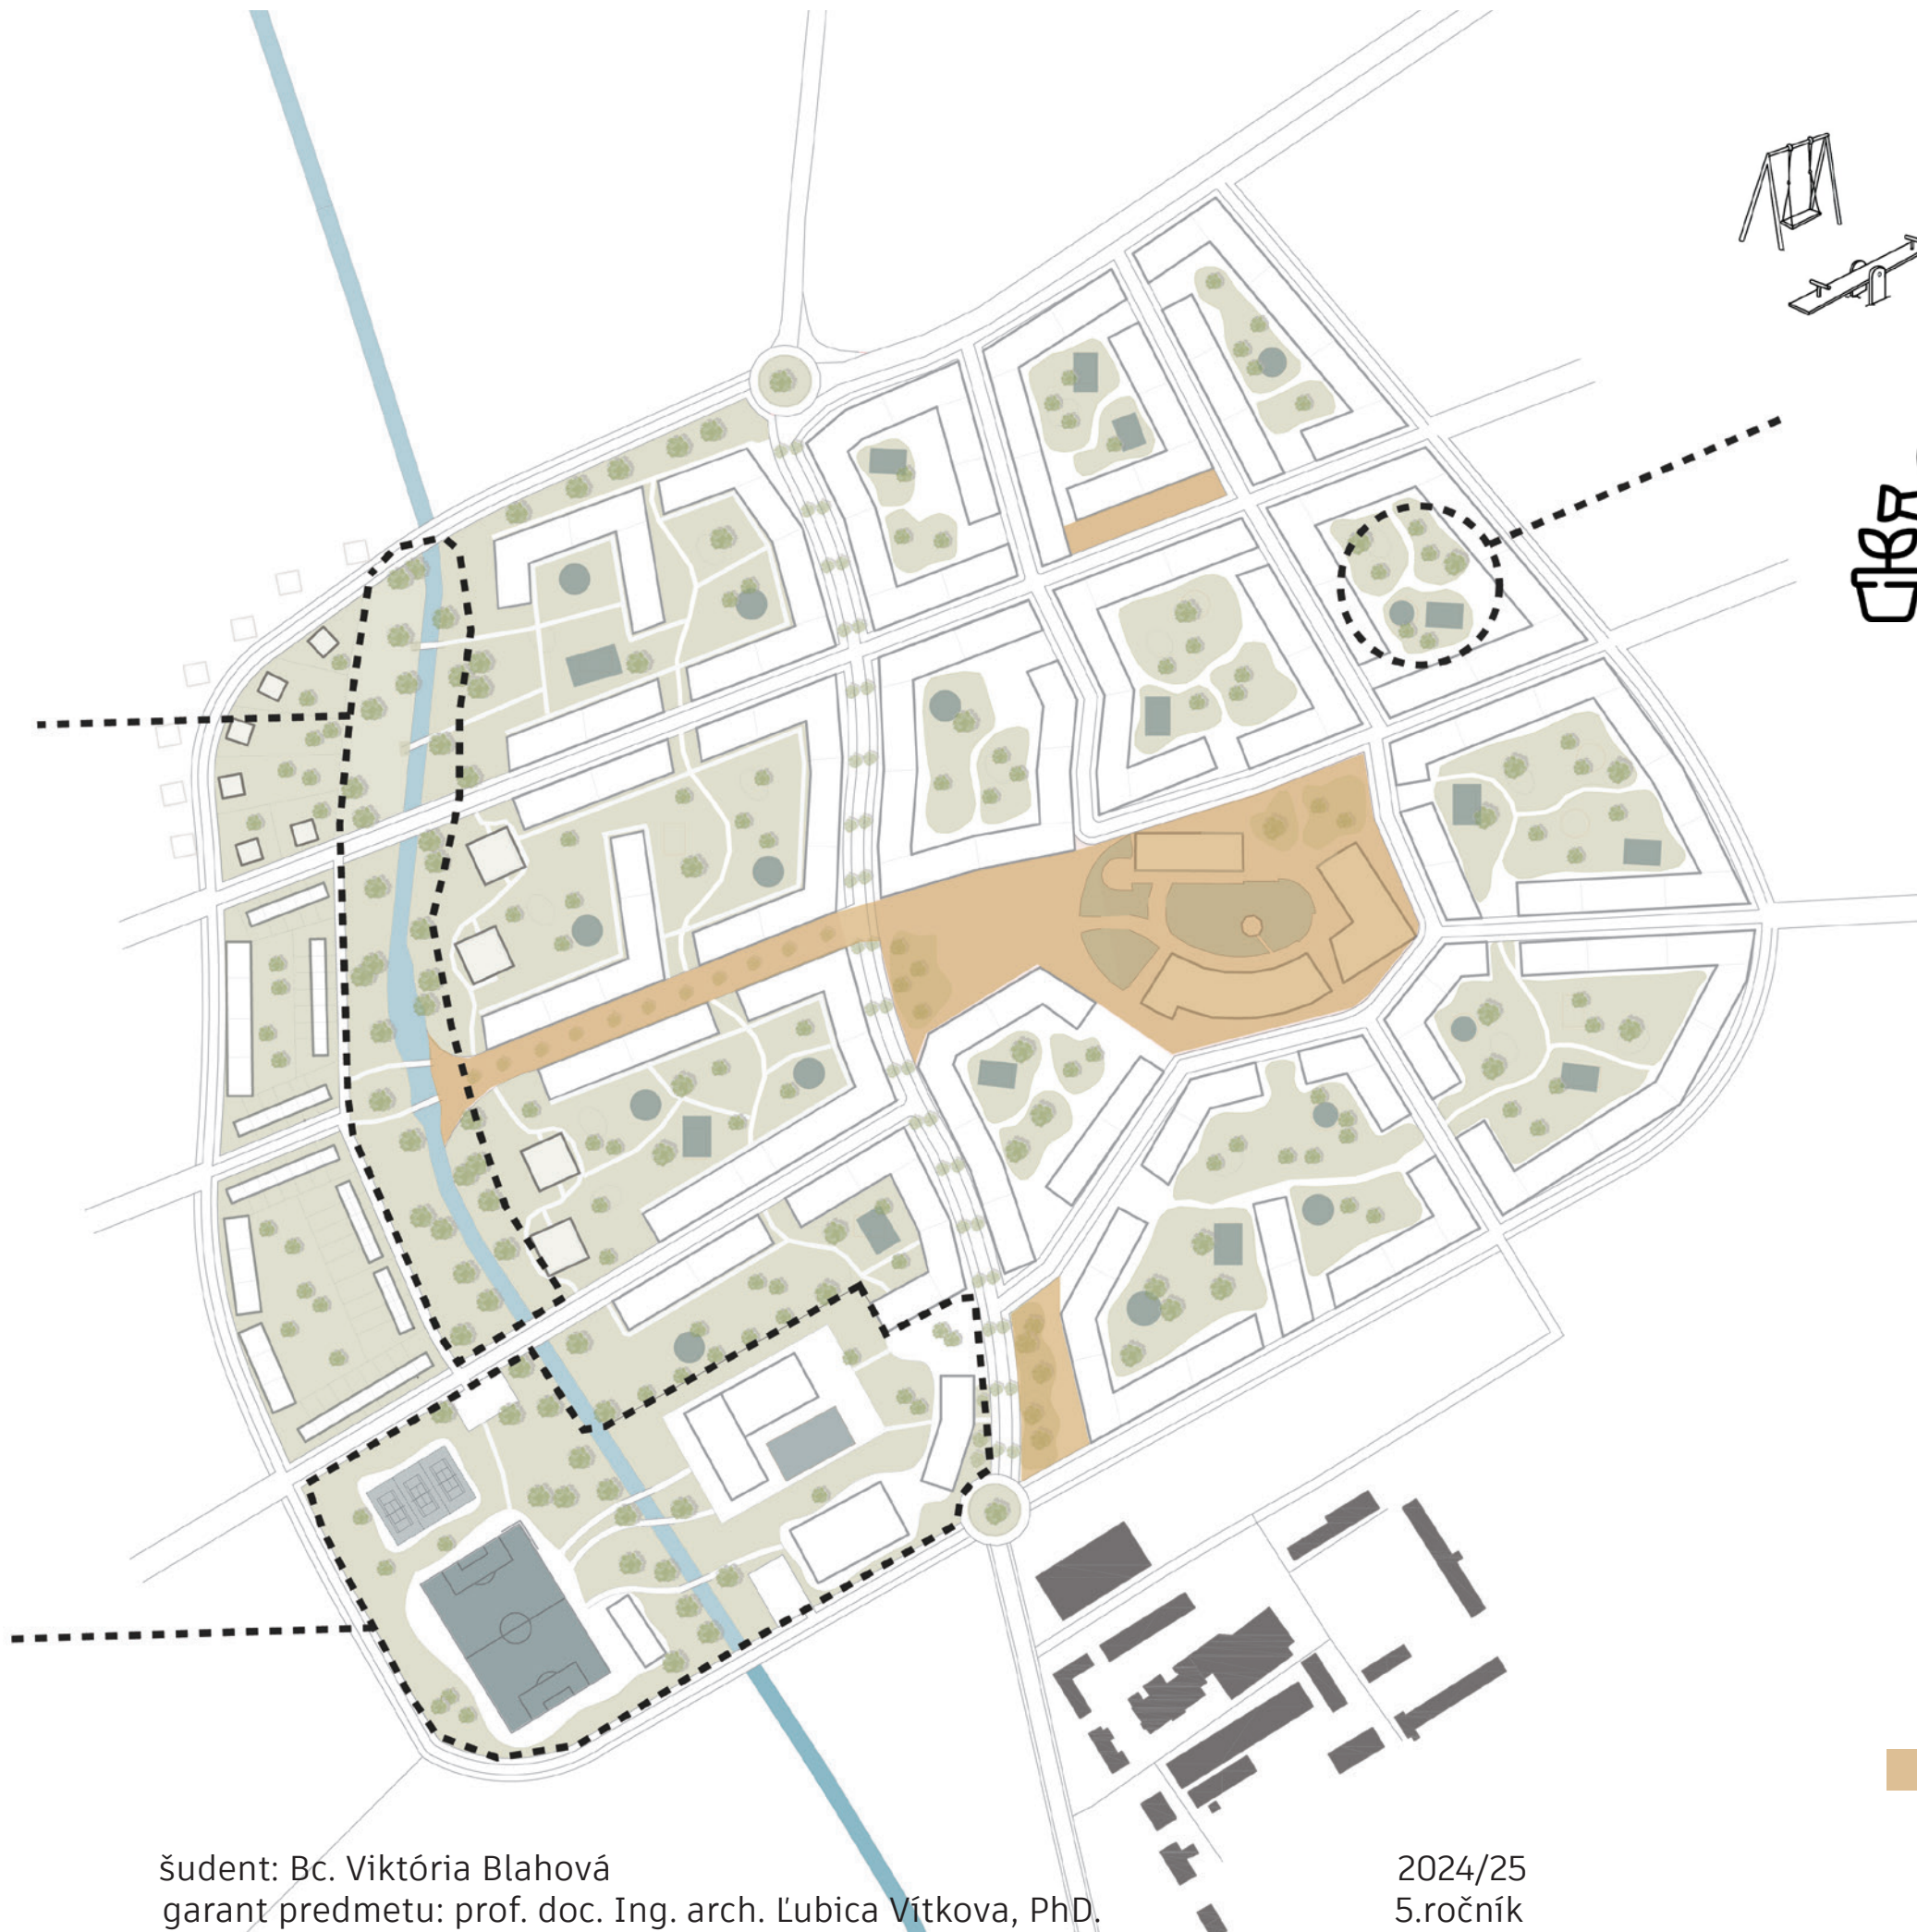 šudent: Bc. Viktória Blahová
2024/25
garant predmetu: prof. doc. Ing. arch. Ľubica Vítkova, PhD.
5.ročník